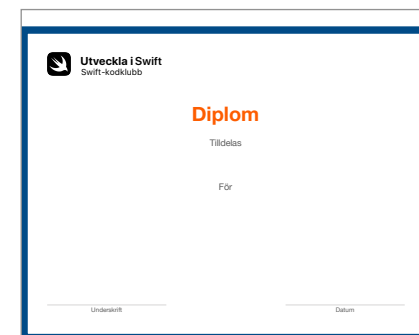 Utveckla i Swift
Swift-kodklubb
Diplom
Tilldelas
För
Underskrift
Datum